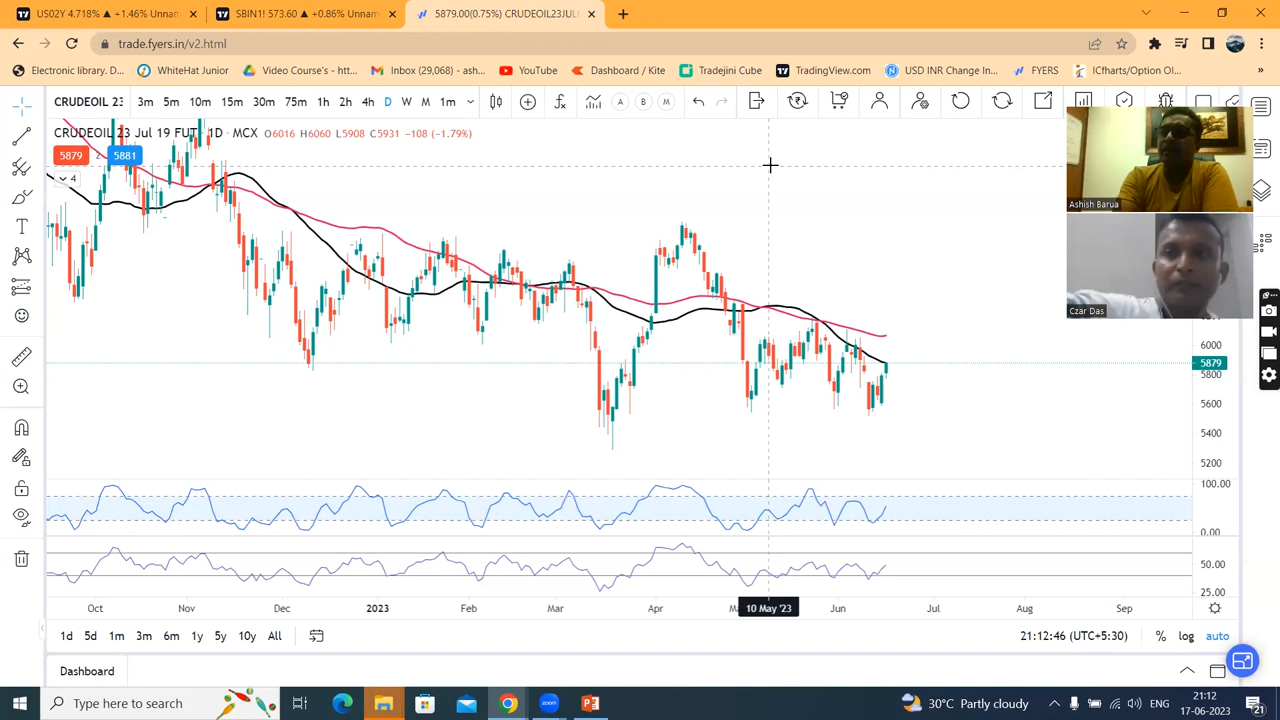 US02Y 4.718% ▲ +1.46% Unnam
SBIN1! 573.60 ▲ +0.86% Unnam
5879.00(0.75%) CRUDEOIL23JUL
trade.fyers.in/v2.html
Electronic library. D...
WhiteHat Junior
Video Course's - htt...
Inbox (29,068) - ash...
YouTube
Dashboard / Kite
Tradejini Cube
TradingView.com
USD INR Change In...
FYERS
ICfharts/Option OI...
»
CRUDEOIL 23
3m 5m 10m 15m 30m 75m 1h 2h 4h D W M 1m
A B M
CRUDEOIL 23 Jul 19 FUT · 1D · MCX O6016 H6060 L5908 C5931 −108 (−1.79%)
5879 2 5881
4
Ashish Barua
Czar Das
6000
5879
5800
5600
5400
5200
100.00
0.00
50.00
25.00
Oct Nov Dec 2023 Feb Mar Apr 10 May '23 Jun Jul Aug Sep
1d 5d 1m 3m 6m 1y 5y 10y All
21:12:46 (UTC+5:30) % log auto
Dashboard
Type here to search
zoom
30°C Partly cloudy
ENG
21:12
17-06-2023
21